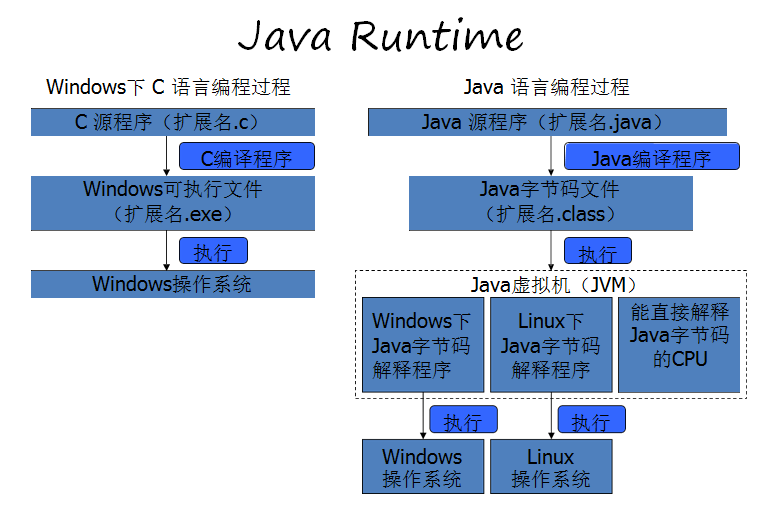 Java Runtime
Windows下 C 语言编程过程
C 源程序（扩展名.c）
C编译程序
Windows可执行文件
（扩展名.exe）
执行
Windows操作系统
Java 语言编程过程
Java 源程序（扩展名.java）
Java编译程序
Java字节码文件
（扩展名.class）
执行
Java虚拟机（JVM）
Windows下
Java字节码
解释程序
Linux下
Java字节码
解释程序
能直接解释
Java字节码
的CPU
执行
执行
Windows
操作系统
Linux
操作系统